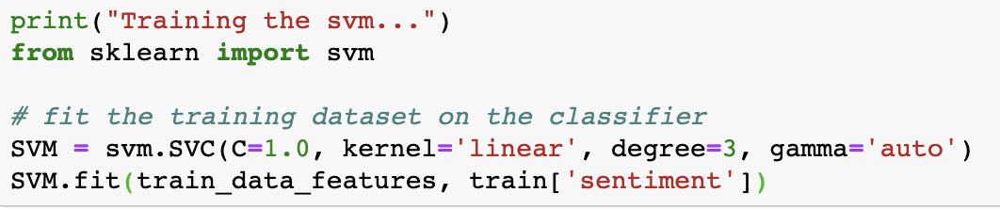 print("Training the svm...")
from sklearn import svm
# fit the training dataset on the classifier
SVM = svm.SVC(C=1.0, kernel='linear', degree=3, gamma='auto')
SVM.fit(train_data_features, train['sentiment'])